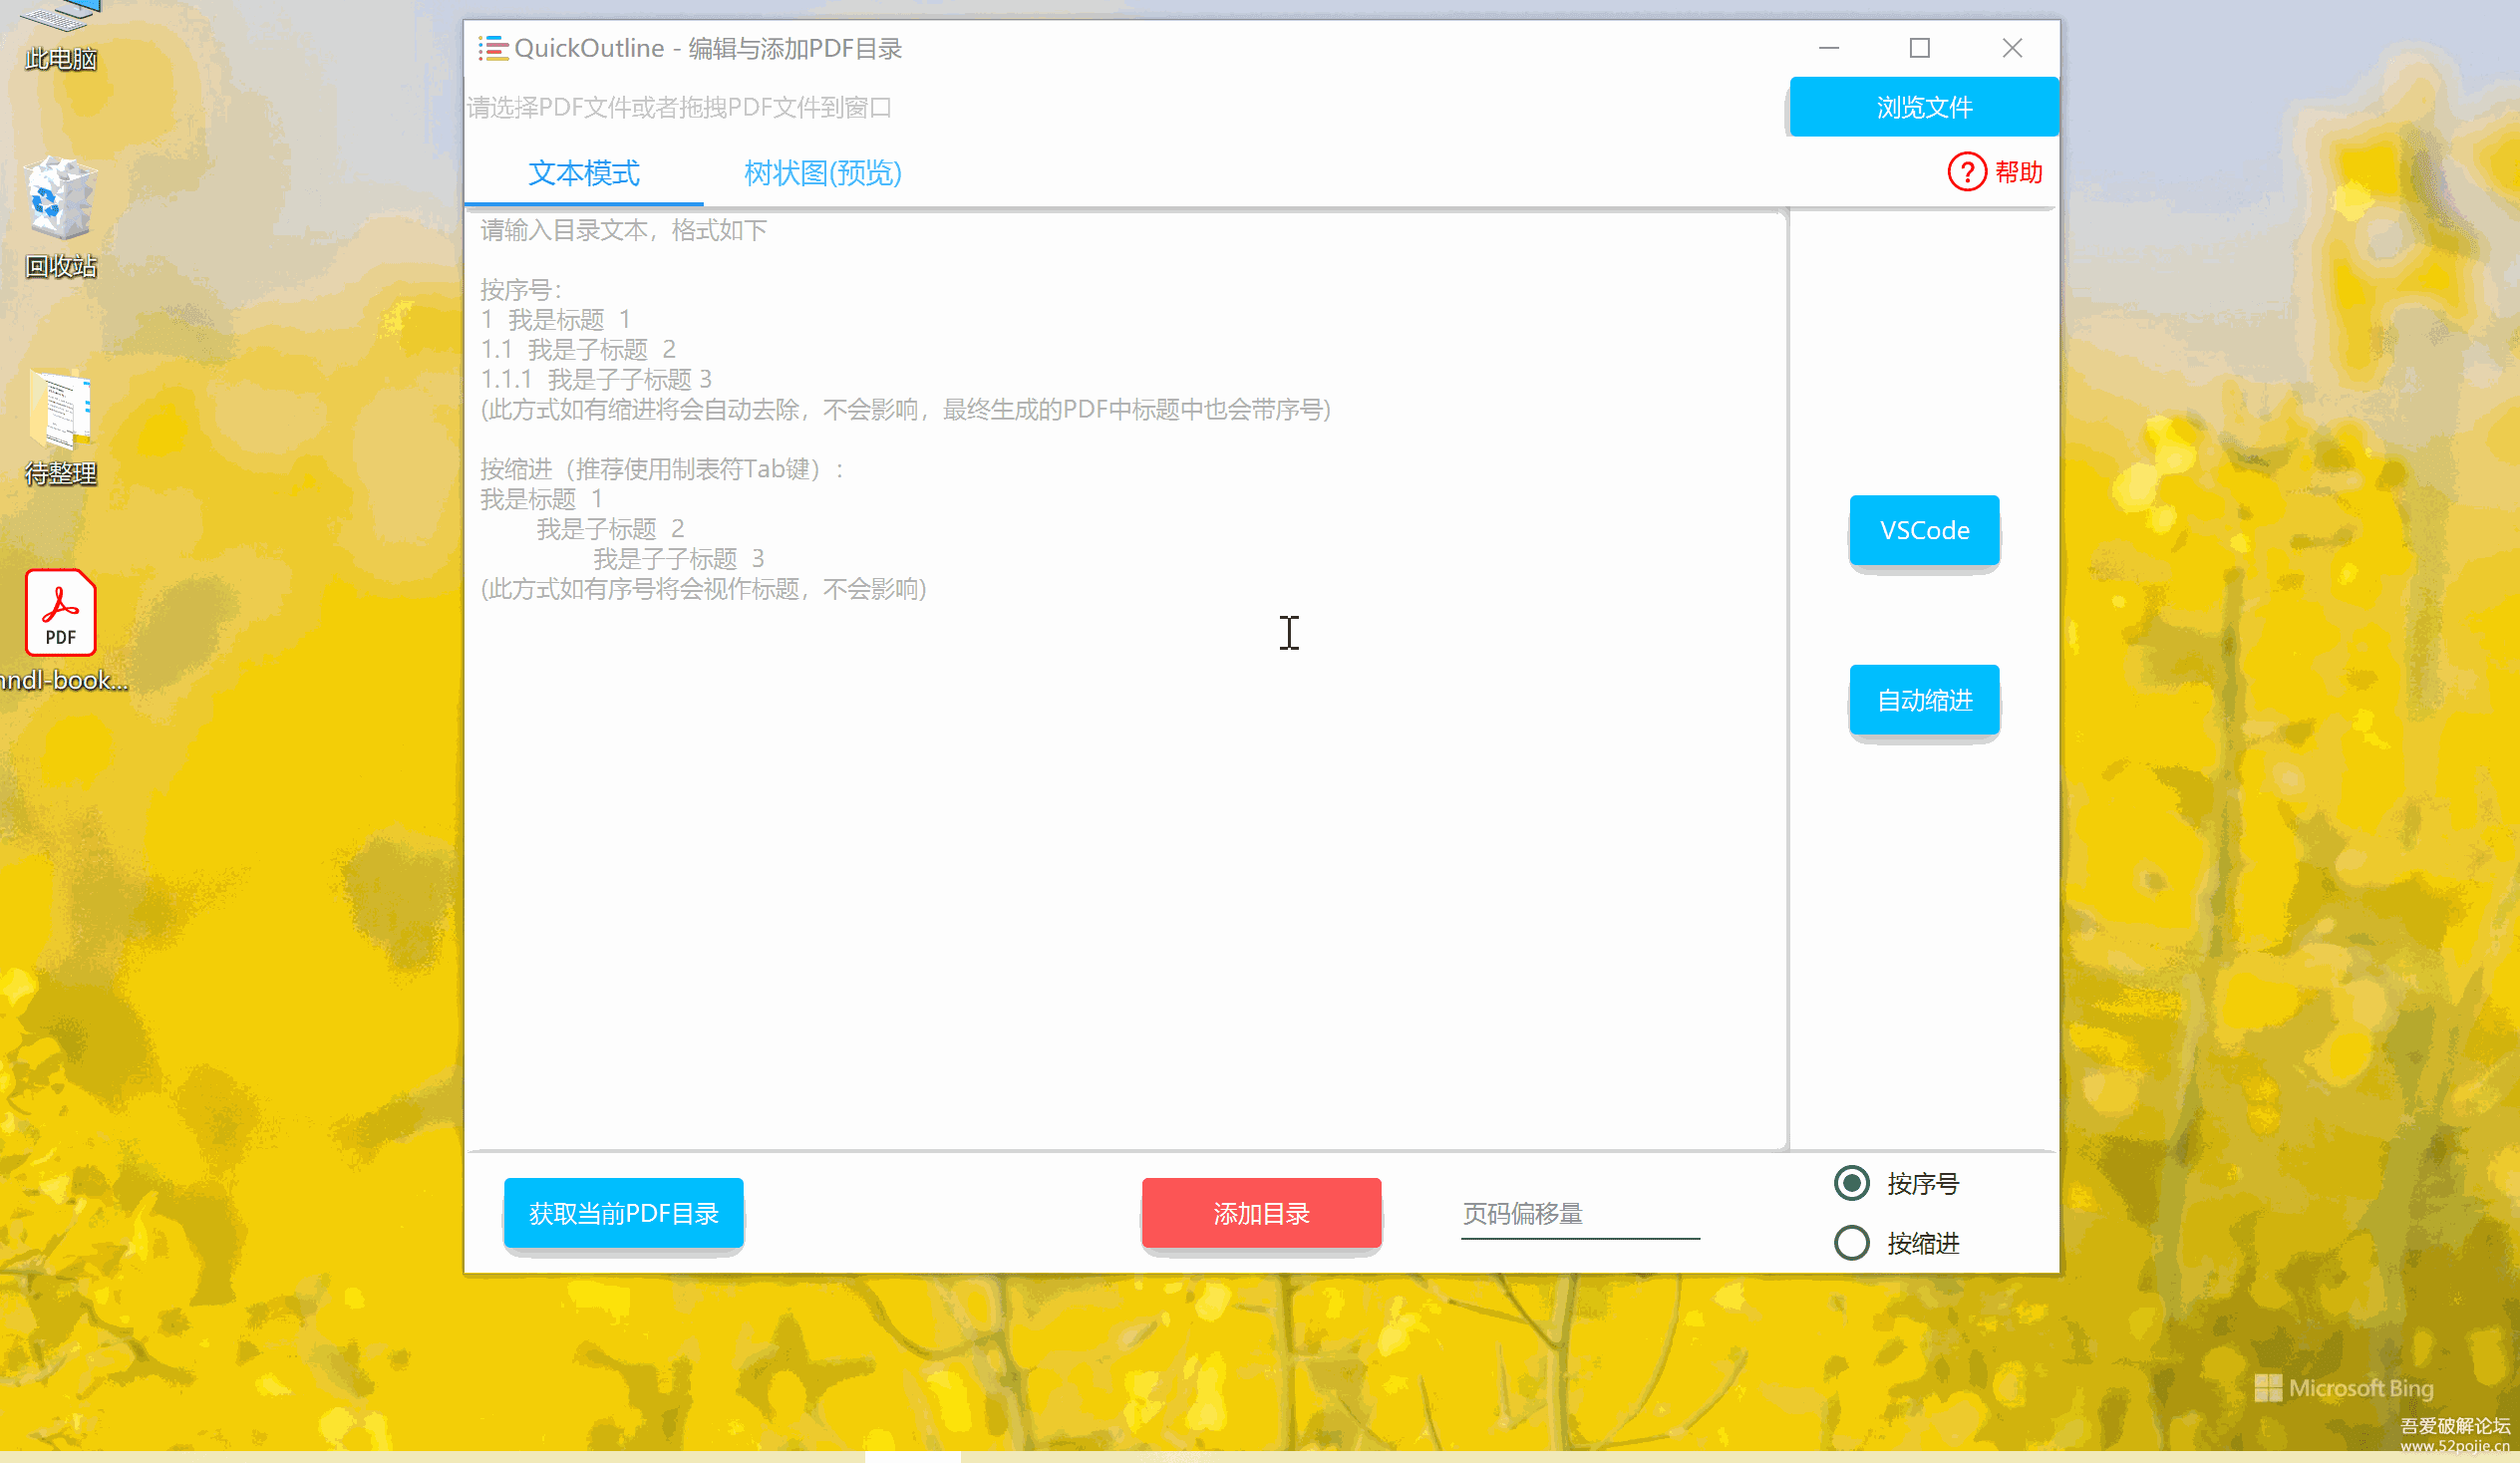 此电脑
回收站
待整理
PDF
nndl-book...
QuickOutline - 编辑与添加PDF目录
请选择PDF文件或者拖拽PDF文件到窗口
浏览文件
文本模式 树状图(预览)
? 帮助
请输入目录文本，格式如下
按序号：
1 我是标题 1
1.1 我是子标题 2
1.1.1 我是子子标题 3
(此方式如有缩进将会自动去除，不会影响，最终生成的PDF中标题中也会带序号)
按缩进（推荐使用制表符Tab键）：
我是标题 1
我是子标题 2
我是子子标题 3
(此方式如有序号将会视作标题，不会影响)
VSCode
自动缩进
获取当前PDF目录
添加目录
页码偏移量
按序号
按缩进
Microsoft Bing
吾爱破解论坛
www.52pojie.cn